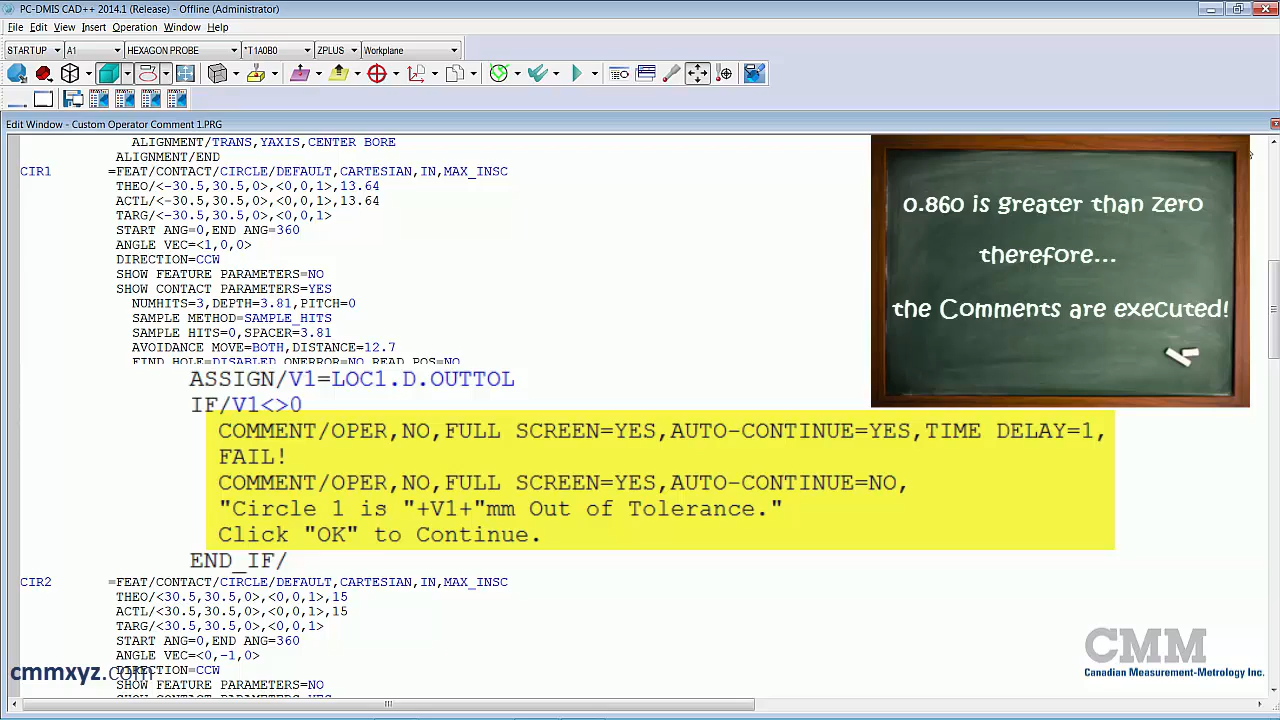 PC-DMIS CAD++ 2014.1 (Release) - Offline (Administrator)
File Edit View Insert Operation Window Help
STARTUP A1 HEXAGON PROBE *T1A0B0 ZPLUS Workplane
Edit Window - Custom Operator Comment 1.PRG
ALIGNMENT/TRANS,YAXIS,CENTER BORE
ALIGNMENT/END
CIR1 =FEAT/CONTACT/CIRCLE/DEFAULT,CARTESIAN,IN,MAX_INSC
THEO/<-30.5,30.5,0>,<0,0,1>,13.64
ACTL/<-30.5,30.5,0>,<0,0,1>,13.64
TARG/<-30.5,30.5,0>,<0,0,1>
START ANG=0,END ANG=360
ANGLE VEC=<1,0,0>
DIRECTION=CCW
SHOW FEATURE PARAMETERS=NO
SHOW CONTACT PARAMETERS=YES
NUMHITS=3,DEPTH=3.81,PITCH=0
SAMPLE METHOD=SAMPLE_HITS
SAMPLE HITS=0,SPACER=3.81
AVOIDANCE MOVE=BOTH,DISTANCE=12.7
FIND HOLE=DISABLED,ONERROR=NO,READ POS=NO
0.860 is greater than zero
therefore...
the Comments are executed!
ASSIGN/V1=LOC1.D.OUTTOL
IF/V1<>0
COMMENT/OPER,NO,FULL SCREEN=YES,AUTO-CONTINUE=YES,TIME DELAY=1,
FAIL!
COMMENT/OPER,NO,FULL SCREEN=YES,AUTO-CONTINUE=NO,
"Circle 1 is "+V1+"mm Out of Tolerance."
Click "OK" to Continue.
END_IF/
CIR2 =FEAT/CONTACT/CIRCLE/DEFAULT,CARTESIAN,IN,MAX_INSC
THEO/<30.5,30.5,0>,<0,0,1>,15
ACTL/<30.5,30.5,0>,<0,0,1>,15
TARG/<30.5,30.5,0>,<0,0,1>
START ANG=0,END ANG=360
ANGLE VEC=<0,-1,0>
DIRECTION=CCW
SHOW FEATURE PARAMETERS=NO
cmmxyz.com
CMM
Canadian Measurement-Metrology Inc.